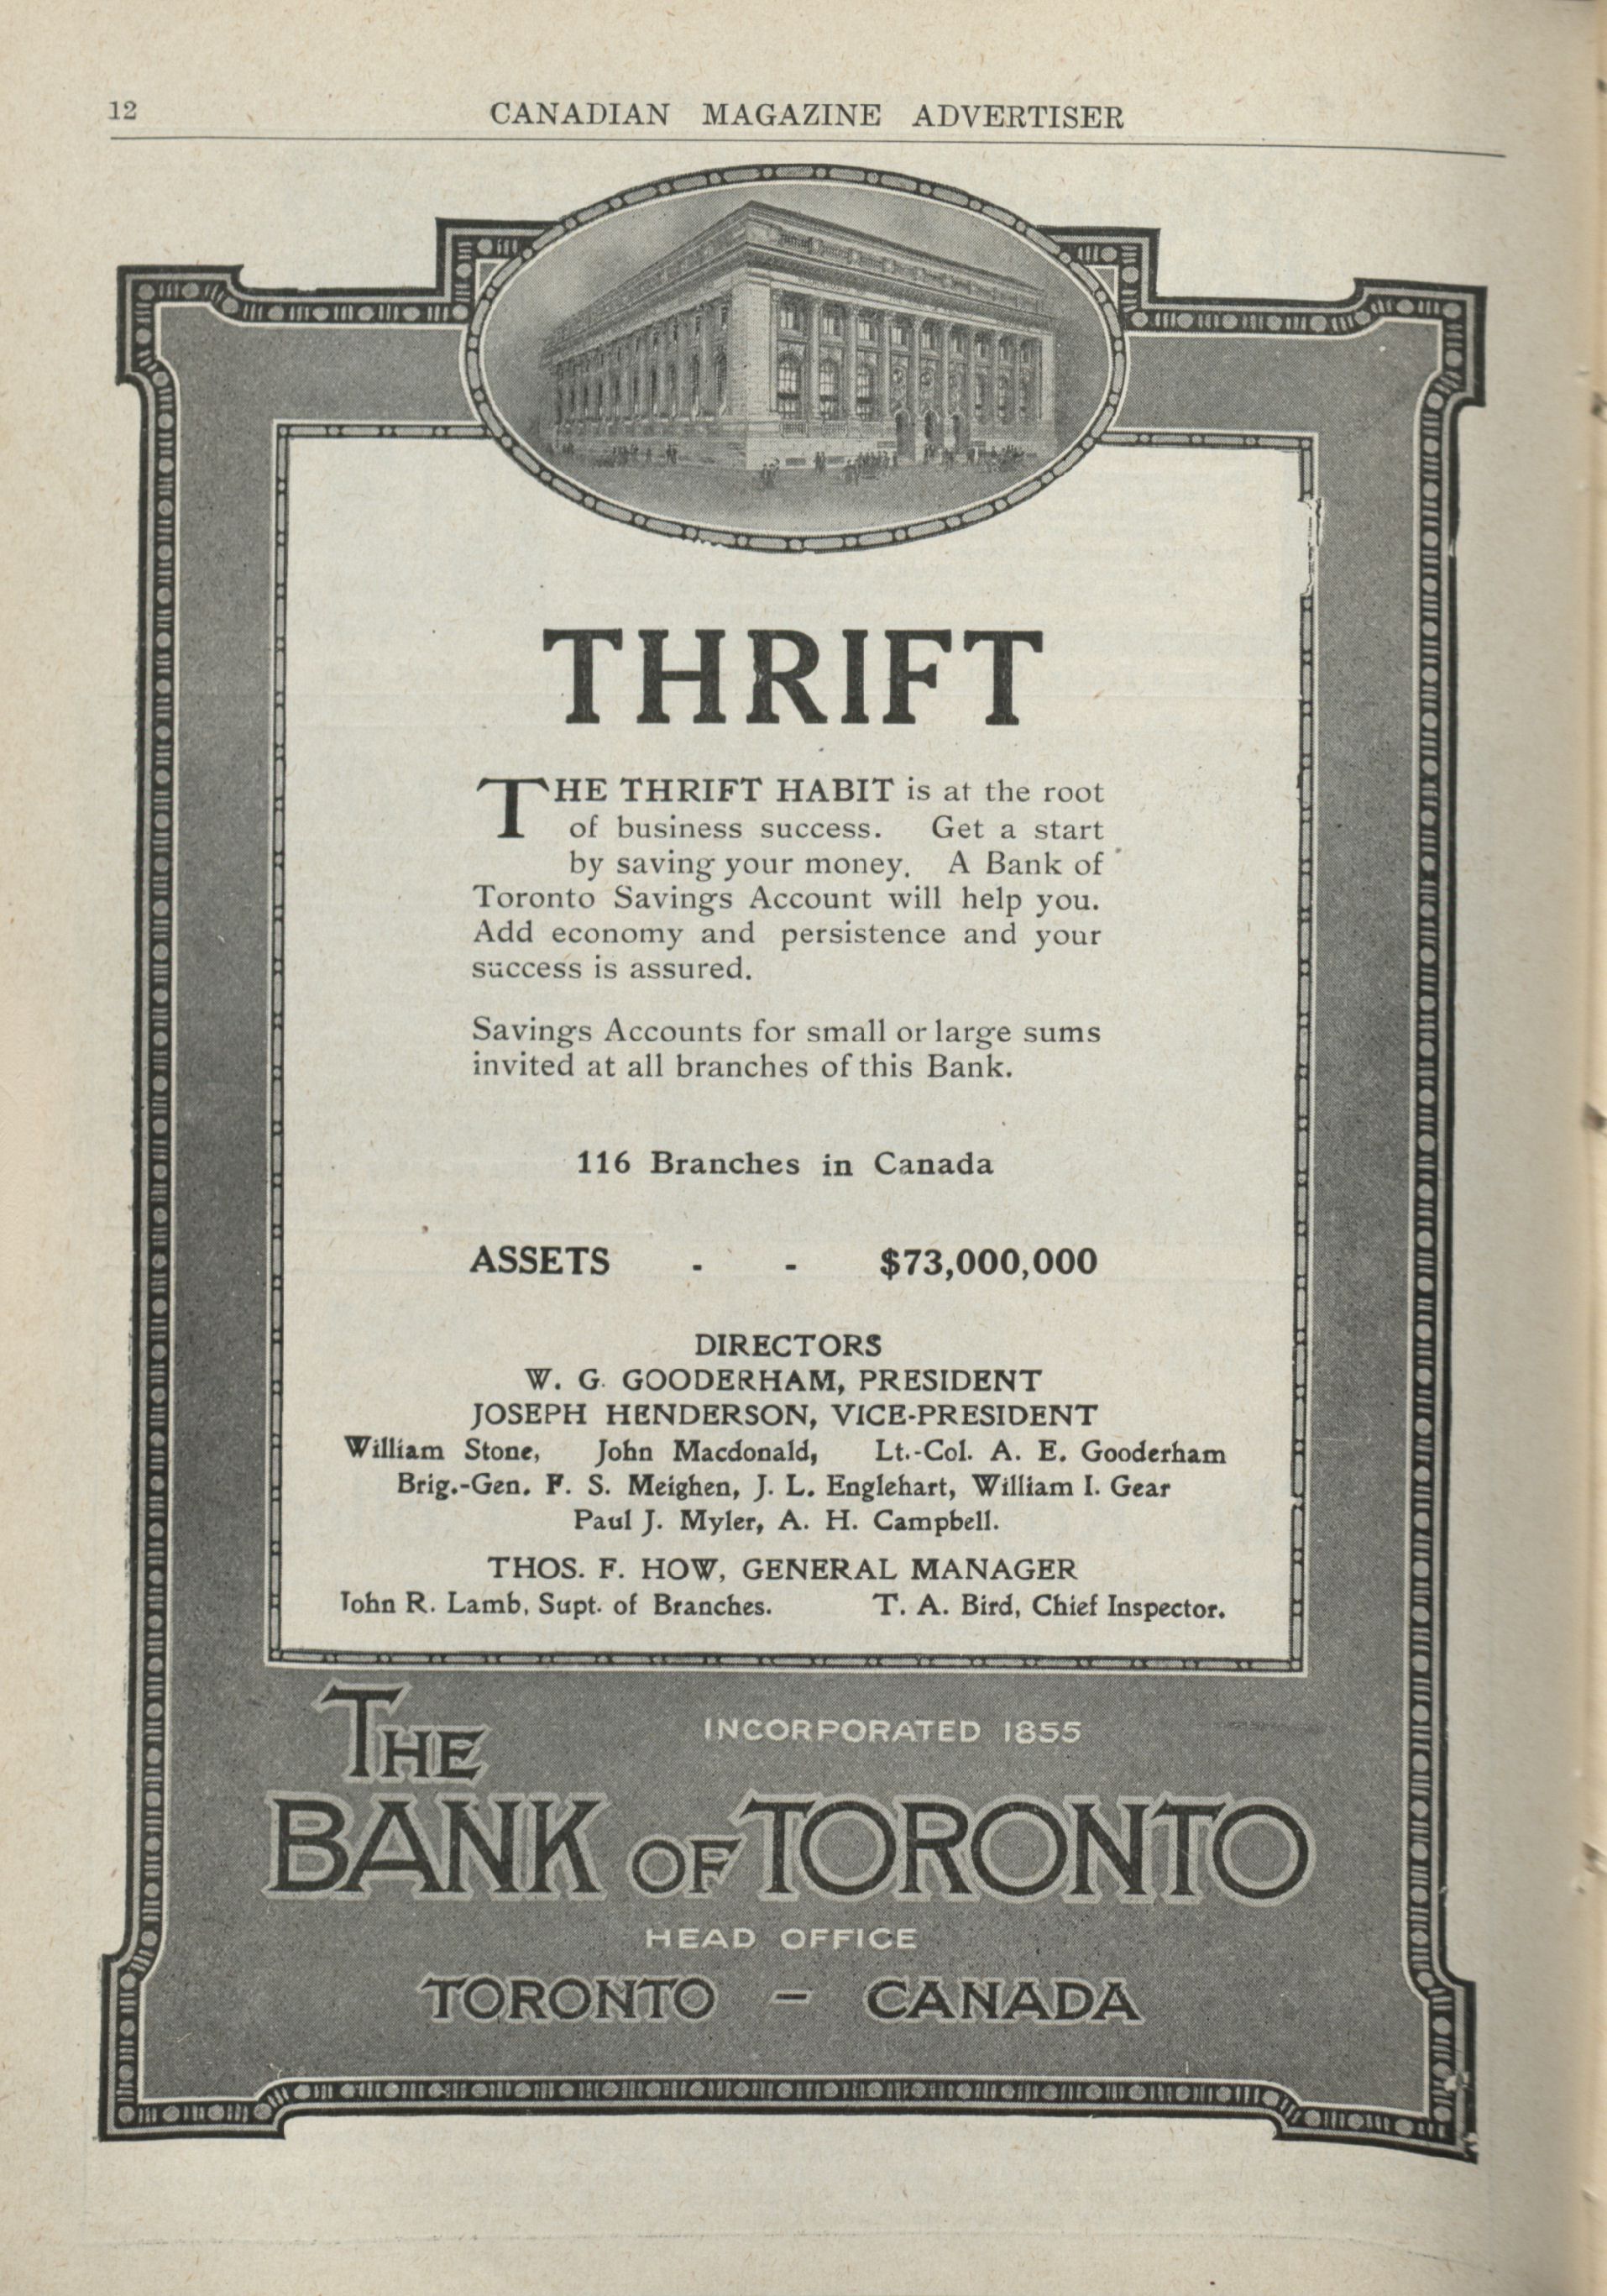 12
CANADIAN MAGAZINE ADVERTISER
THRIFT
THE THRIFT HABIT is at the root
of business success. Get a start
by saving your money. A Bank of
Toronto Savings Account will help you.
Add economy and persistence and your
success is assured.
Savings Accounts for small or large sums
invited at all branches of this Bank.
116 Branches in Canada
ASSETS - - $73,000,000
DIRECTORS
W. G. GOODERHAM, PRESIDENT
JOSEPH HENDERSON, VICE-PRESIDENT
William Stone, John Macdonald, Lt.-Col. A. E. Gooderham
Brig.-Gen. F. S. Meighen, J. L. Englehart, William I. Gear
Paul J. Myler, A. H. Campbell.
THOS. F. HOW, GENERAL MANAGER
John R. Lamb, Supt. of Branches. T. A. Bird, Chief Inspector.
THE
INCORPORATED 1855
BANK OF TORONTO
HEAD OFFICE
TORONTO - CANADA